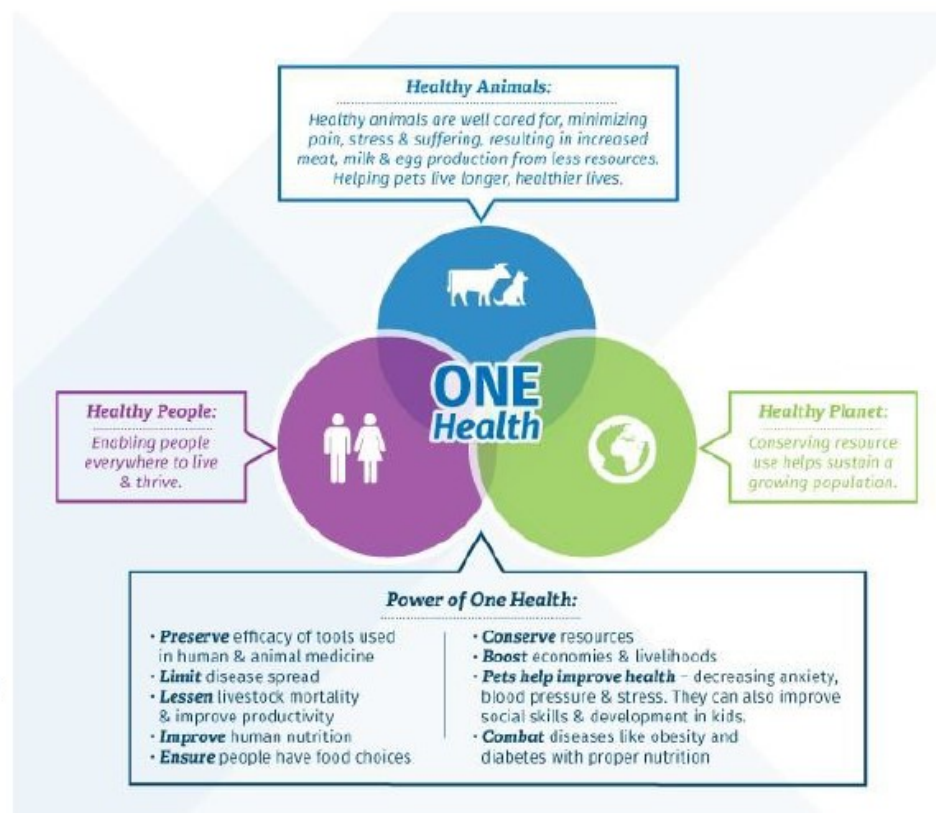 Healthy Animals:
Healthy animals are well cared for, minimizing
pain, stress & suffering, resulting in increased
meat, milk & egg production from less resources.
Helping pets live longer, healthier lives.
ONE
Health
Healthy People:
Enabling people
everywhere to live
& thrive.
Healthy Planet:
Conserving resource
use helps sustain a
growing population.
Power of One Health:
· Preserve efficacy of tools used
in human & animal medicine
· Limit disease spread
· Lessen livestock mortality
& improve productivity
· Improve human nutrition
· Ensure people have food choices
· Conserve resources
· Boost economies & livelihoods
· Pets help improve health – decreasing anxiety,
blood pressure & stress. They can also improve
social skills & development in kids.
· Combat diseases like obesity and
diabetes with proper nutrition